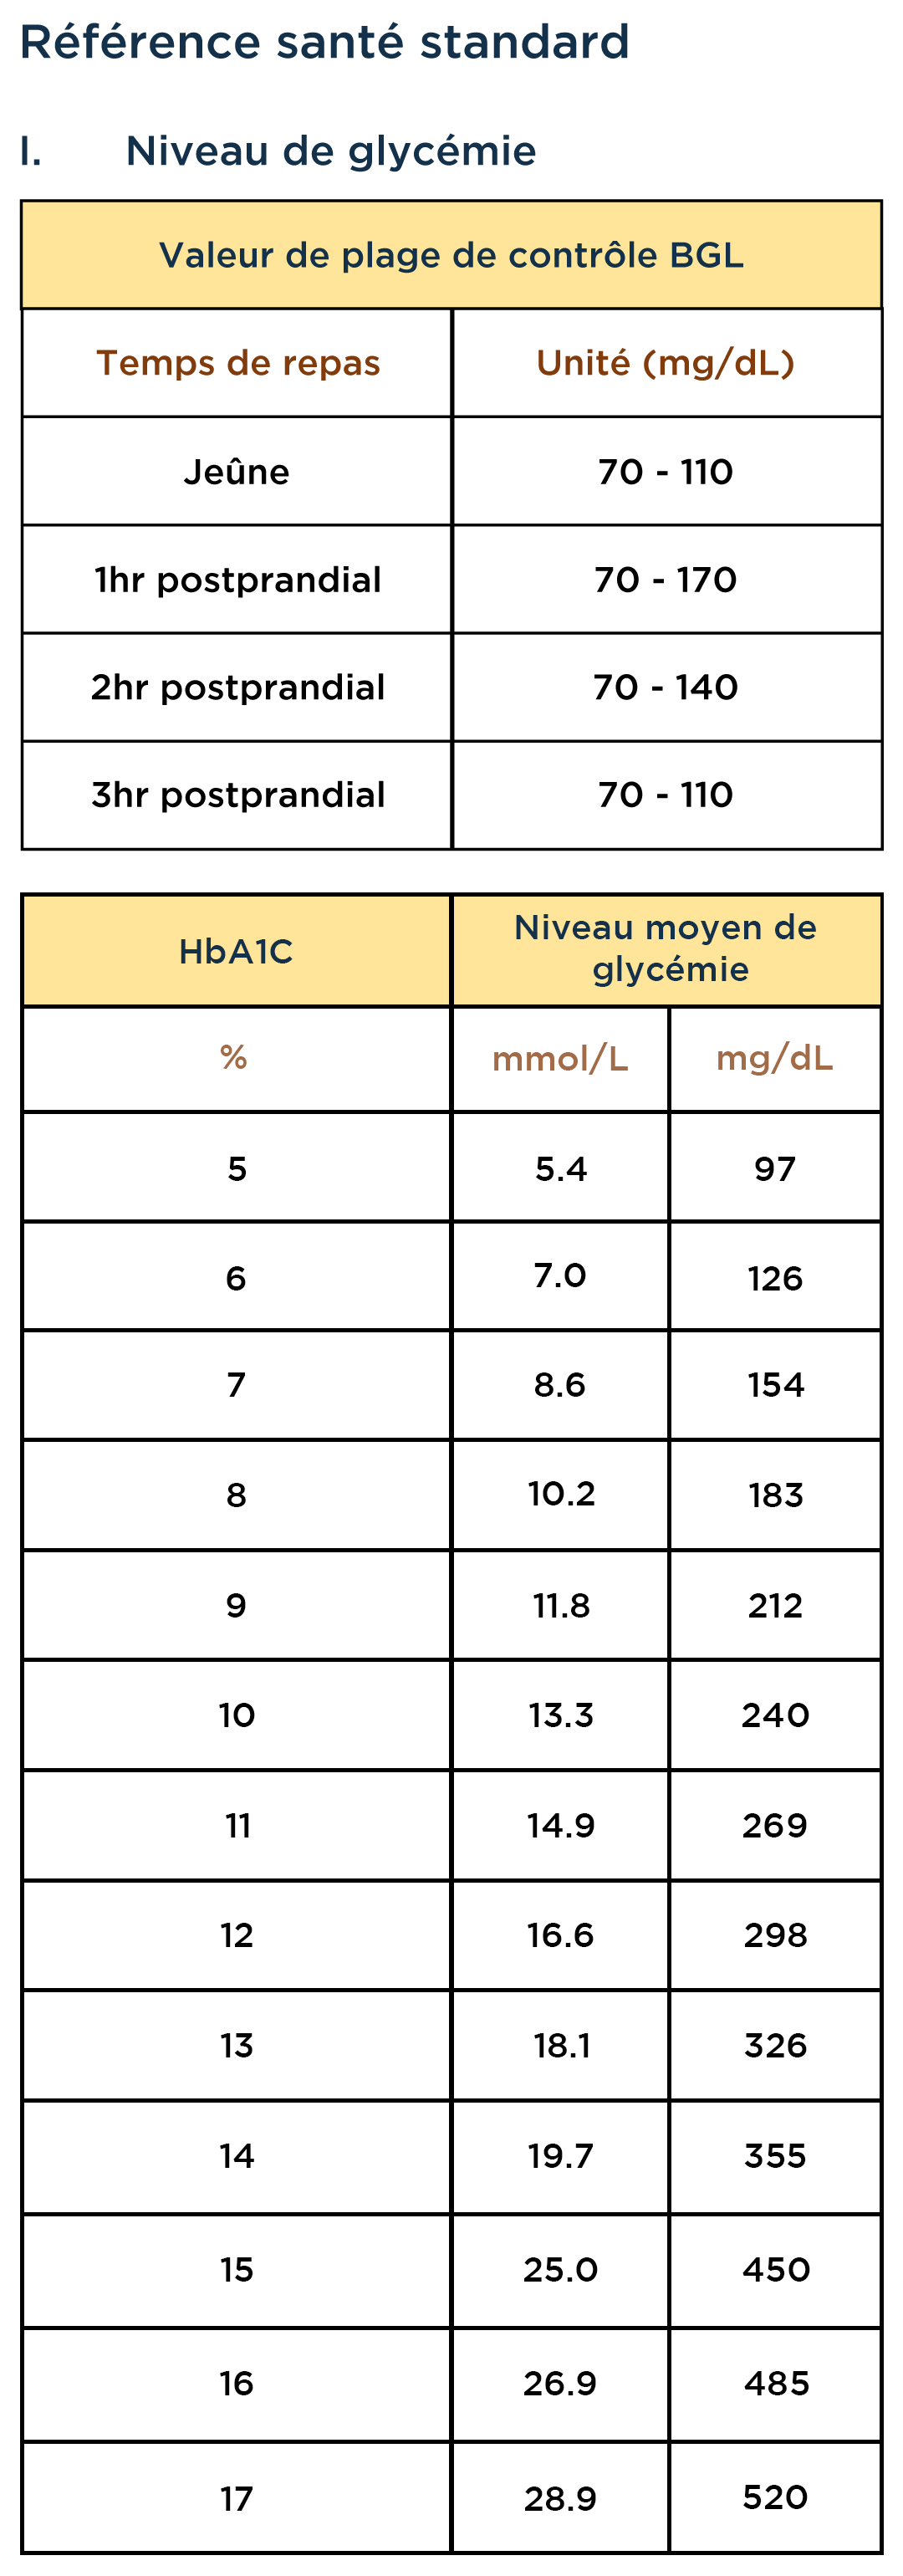 Référence santé standard
I. Niveau de glycémie
Valeur de plage de contrôle BGL
Temps de repas Unité (mg/dL)
Jeûne 70 - 110
1hr postprandial 70 - 170
2hr postprandial 70 - 140
3hr postprandial 70 - 110
HbA1C Niveau moyen de
glycémie
% mmol/L mg/dL
5 5.4 97
6 7.0 126
7 8.6 154
8 10.2 183
9 11.8 212
10 13.3 240
11 14.9 269
12 16.6 298
13 18.1 326
14 19.7 355
15 25.0 450
16 26.9 485
17 28.9 520